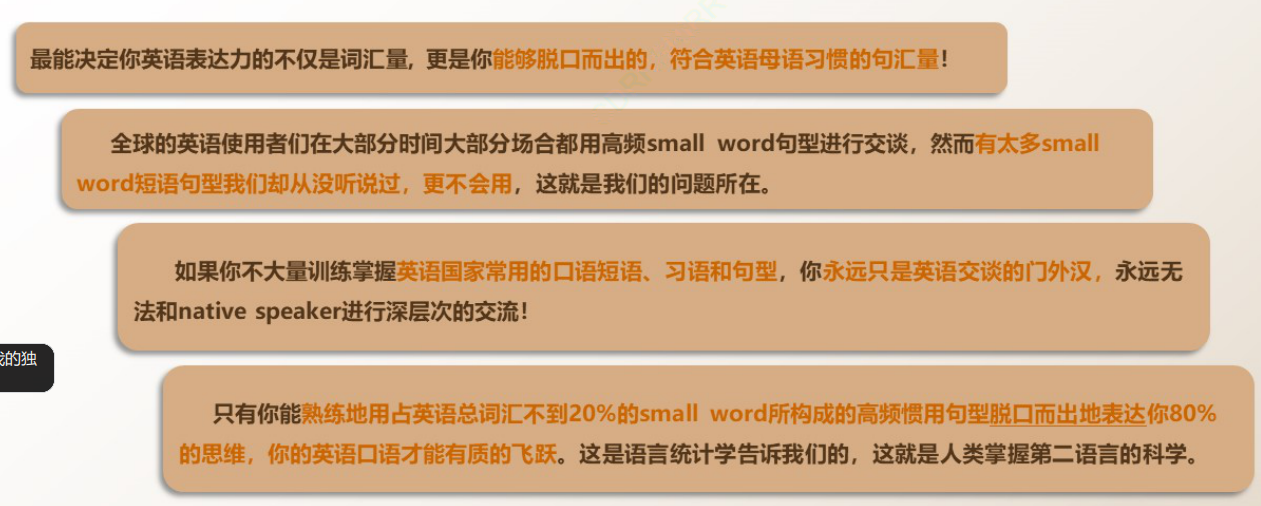 最能决定你英语表达力的不仅是词汇量, 更是你能够脱口而出的，符合英语母语习惯的句汇量！
全球的英语使用者们在大部分时间大部分场合都用高频small word句型进行交谈，然而有太多small
word短语句型我们却从没听说过，更不会用，这就是我们的问题所在。
如果你不大量训练掌握英语国家常用的口语短语、习语和句型，你永远只是英语交谈的门外汉，永远无
法和native speaker进行深层次的交流！
的独
只有你能熟练地用占英语总词汇不到20%的small word所构成的高频惯用句型脱口而出地表达你80%
的思维，你的英语口语才能有质的飞跃。这是语言统计学告诉我们的，这就是人类掌握第二语言的科学。